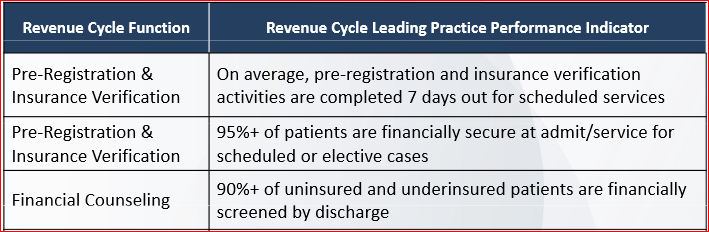 Revenue Cycle Function Revenue Cycle Leading Practice Performance Indicator
Pre-Registration &
Insurance Verification
On average, pre-registration and insurance verification
activities are completed 7 days out for scheduled services
Pre-Registration &
Insurance Verification
95%+ of patients are financially secure at admit/service for
scheduled or elective cases
Financial Counseling
90%+ of uninsured and underinsured patients are financially
screened by discharge